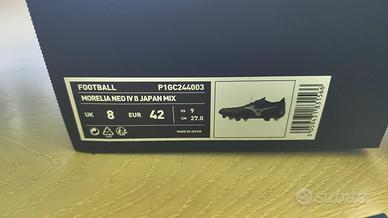 FOOTBALL P1GC244003
MORELIA NEO IV β JAPAN MIX
UK 8 EUR 42 US 9
CM 27.0
MADE IN JAPAN
subito